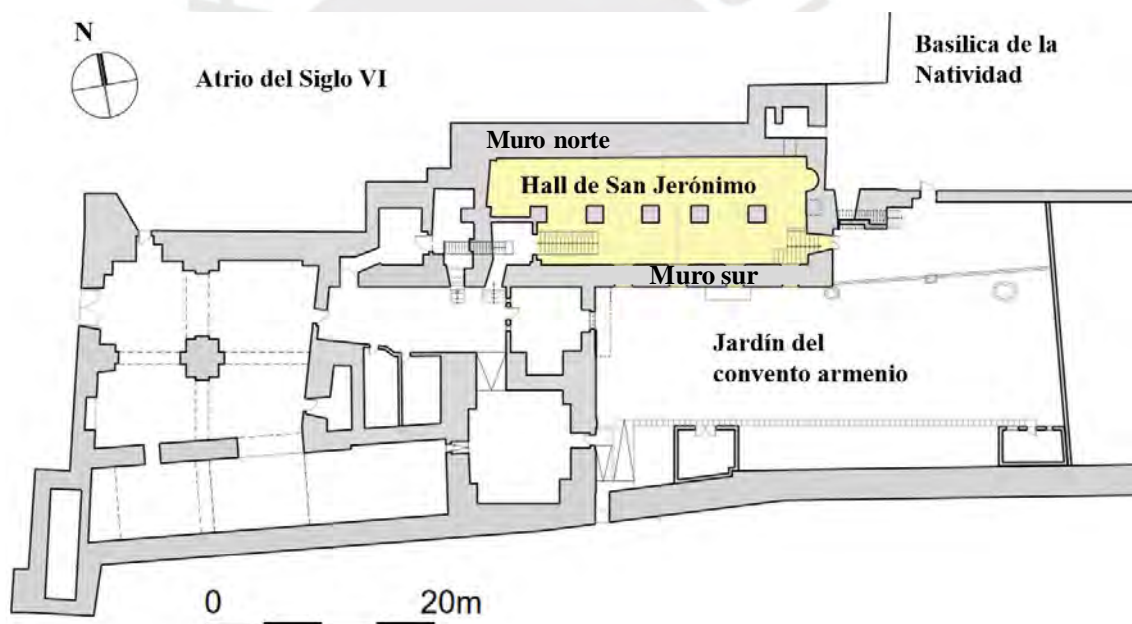 N
Atrio del Siglo VI
Basílica de la
Natividad
Muro norte
Hall de San Jerónimo
Muro sur
Jardín del
convento armenio
0 20m